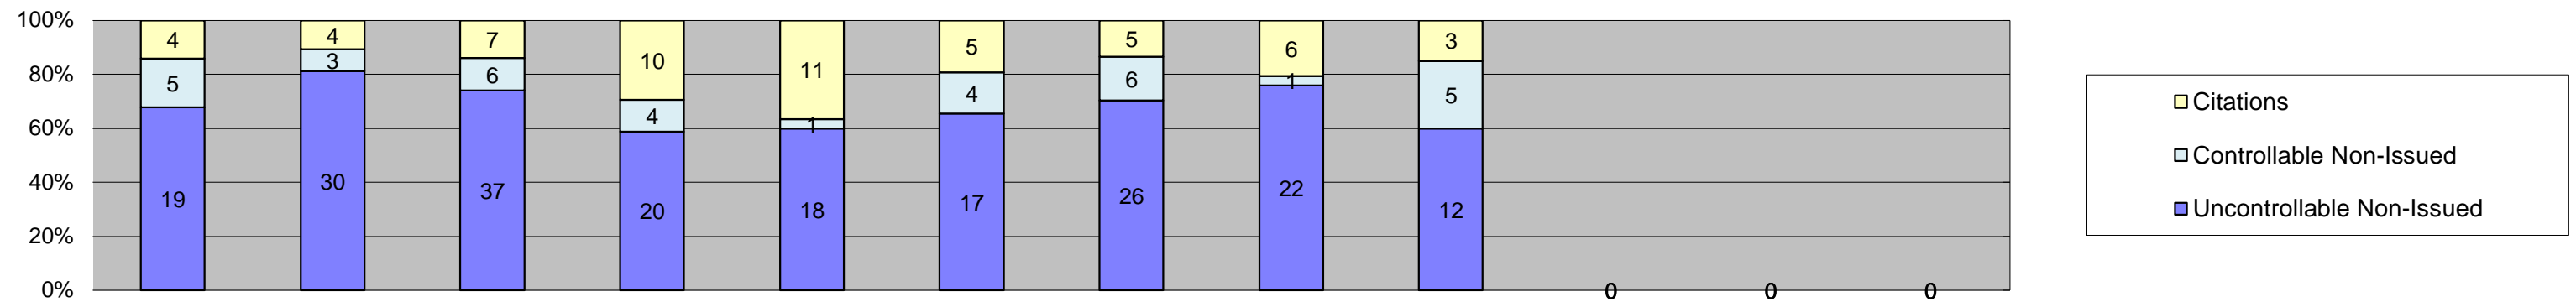 100%
80%
60%
40%
20%
0%
4 4 7 10 11 5 5 6 3
5 3 6 4 1 4 6 1 5
19 30 37 20 18 17 26 22 12
0 0 0
Citations
Controllable Non-Issued
Uncontrollable Non-Issued